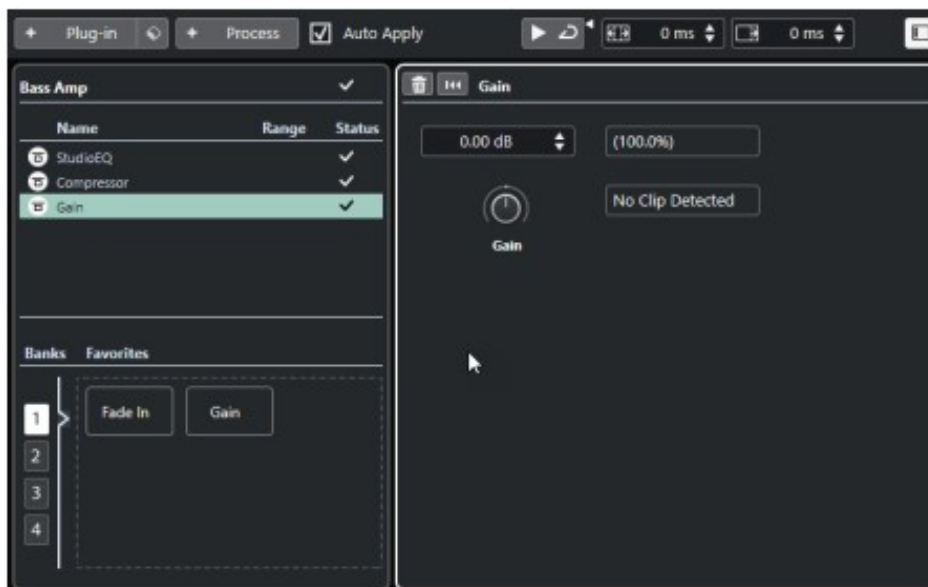 + Plug-in + Process Auto Apply 0 ms 0 ms
Bass Amp
Name Range Status
StudioEQ
Compressor
Gain
Banks Favorites
1
2
3
4
Fade In Gain
Gain
0.00 dB (100.0%)
No Clip Detected
Gain